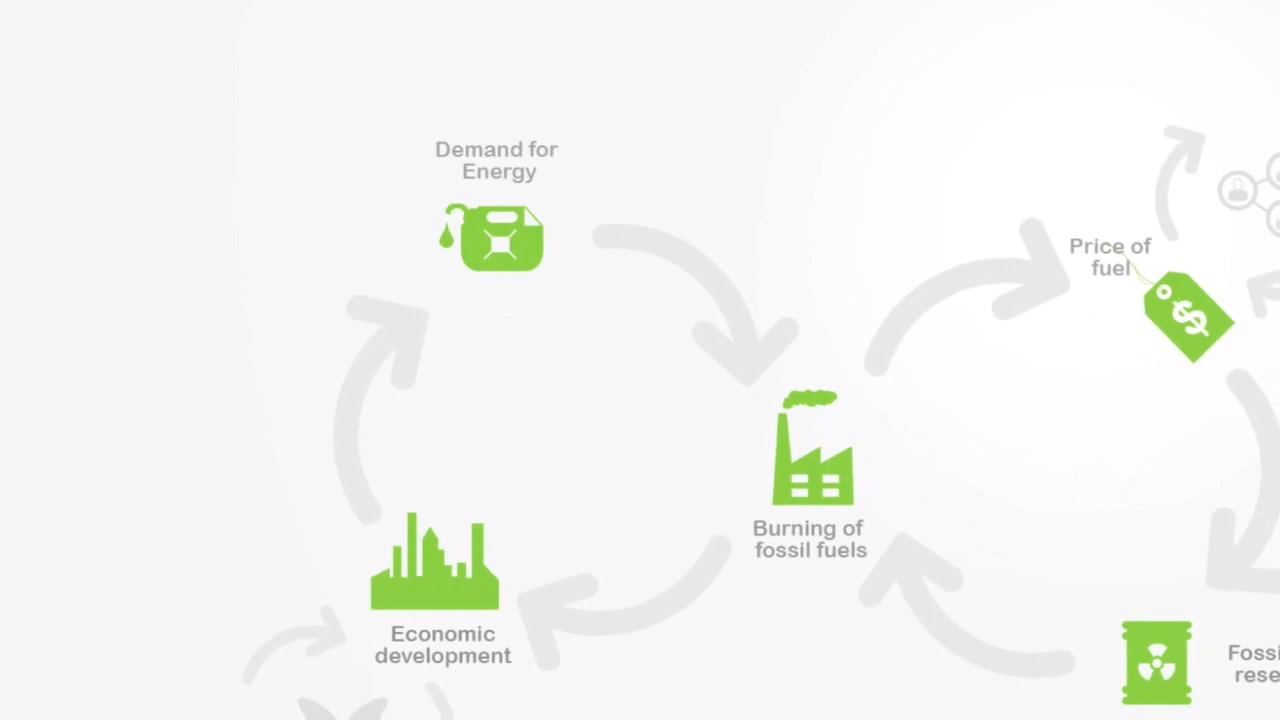 Demand for
Energy
Price of
fuel
Burning of
fossil fuels
Economic
development